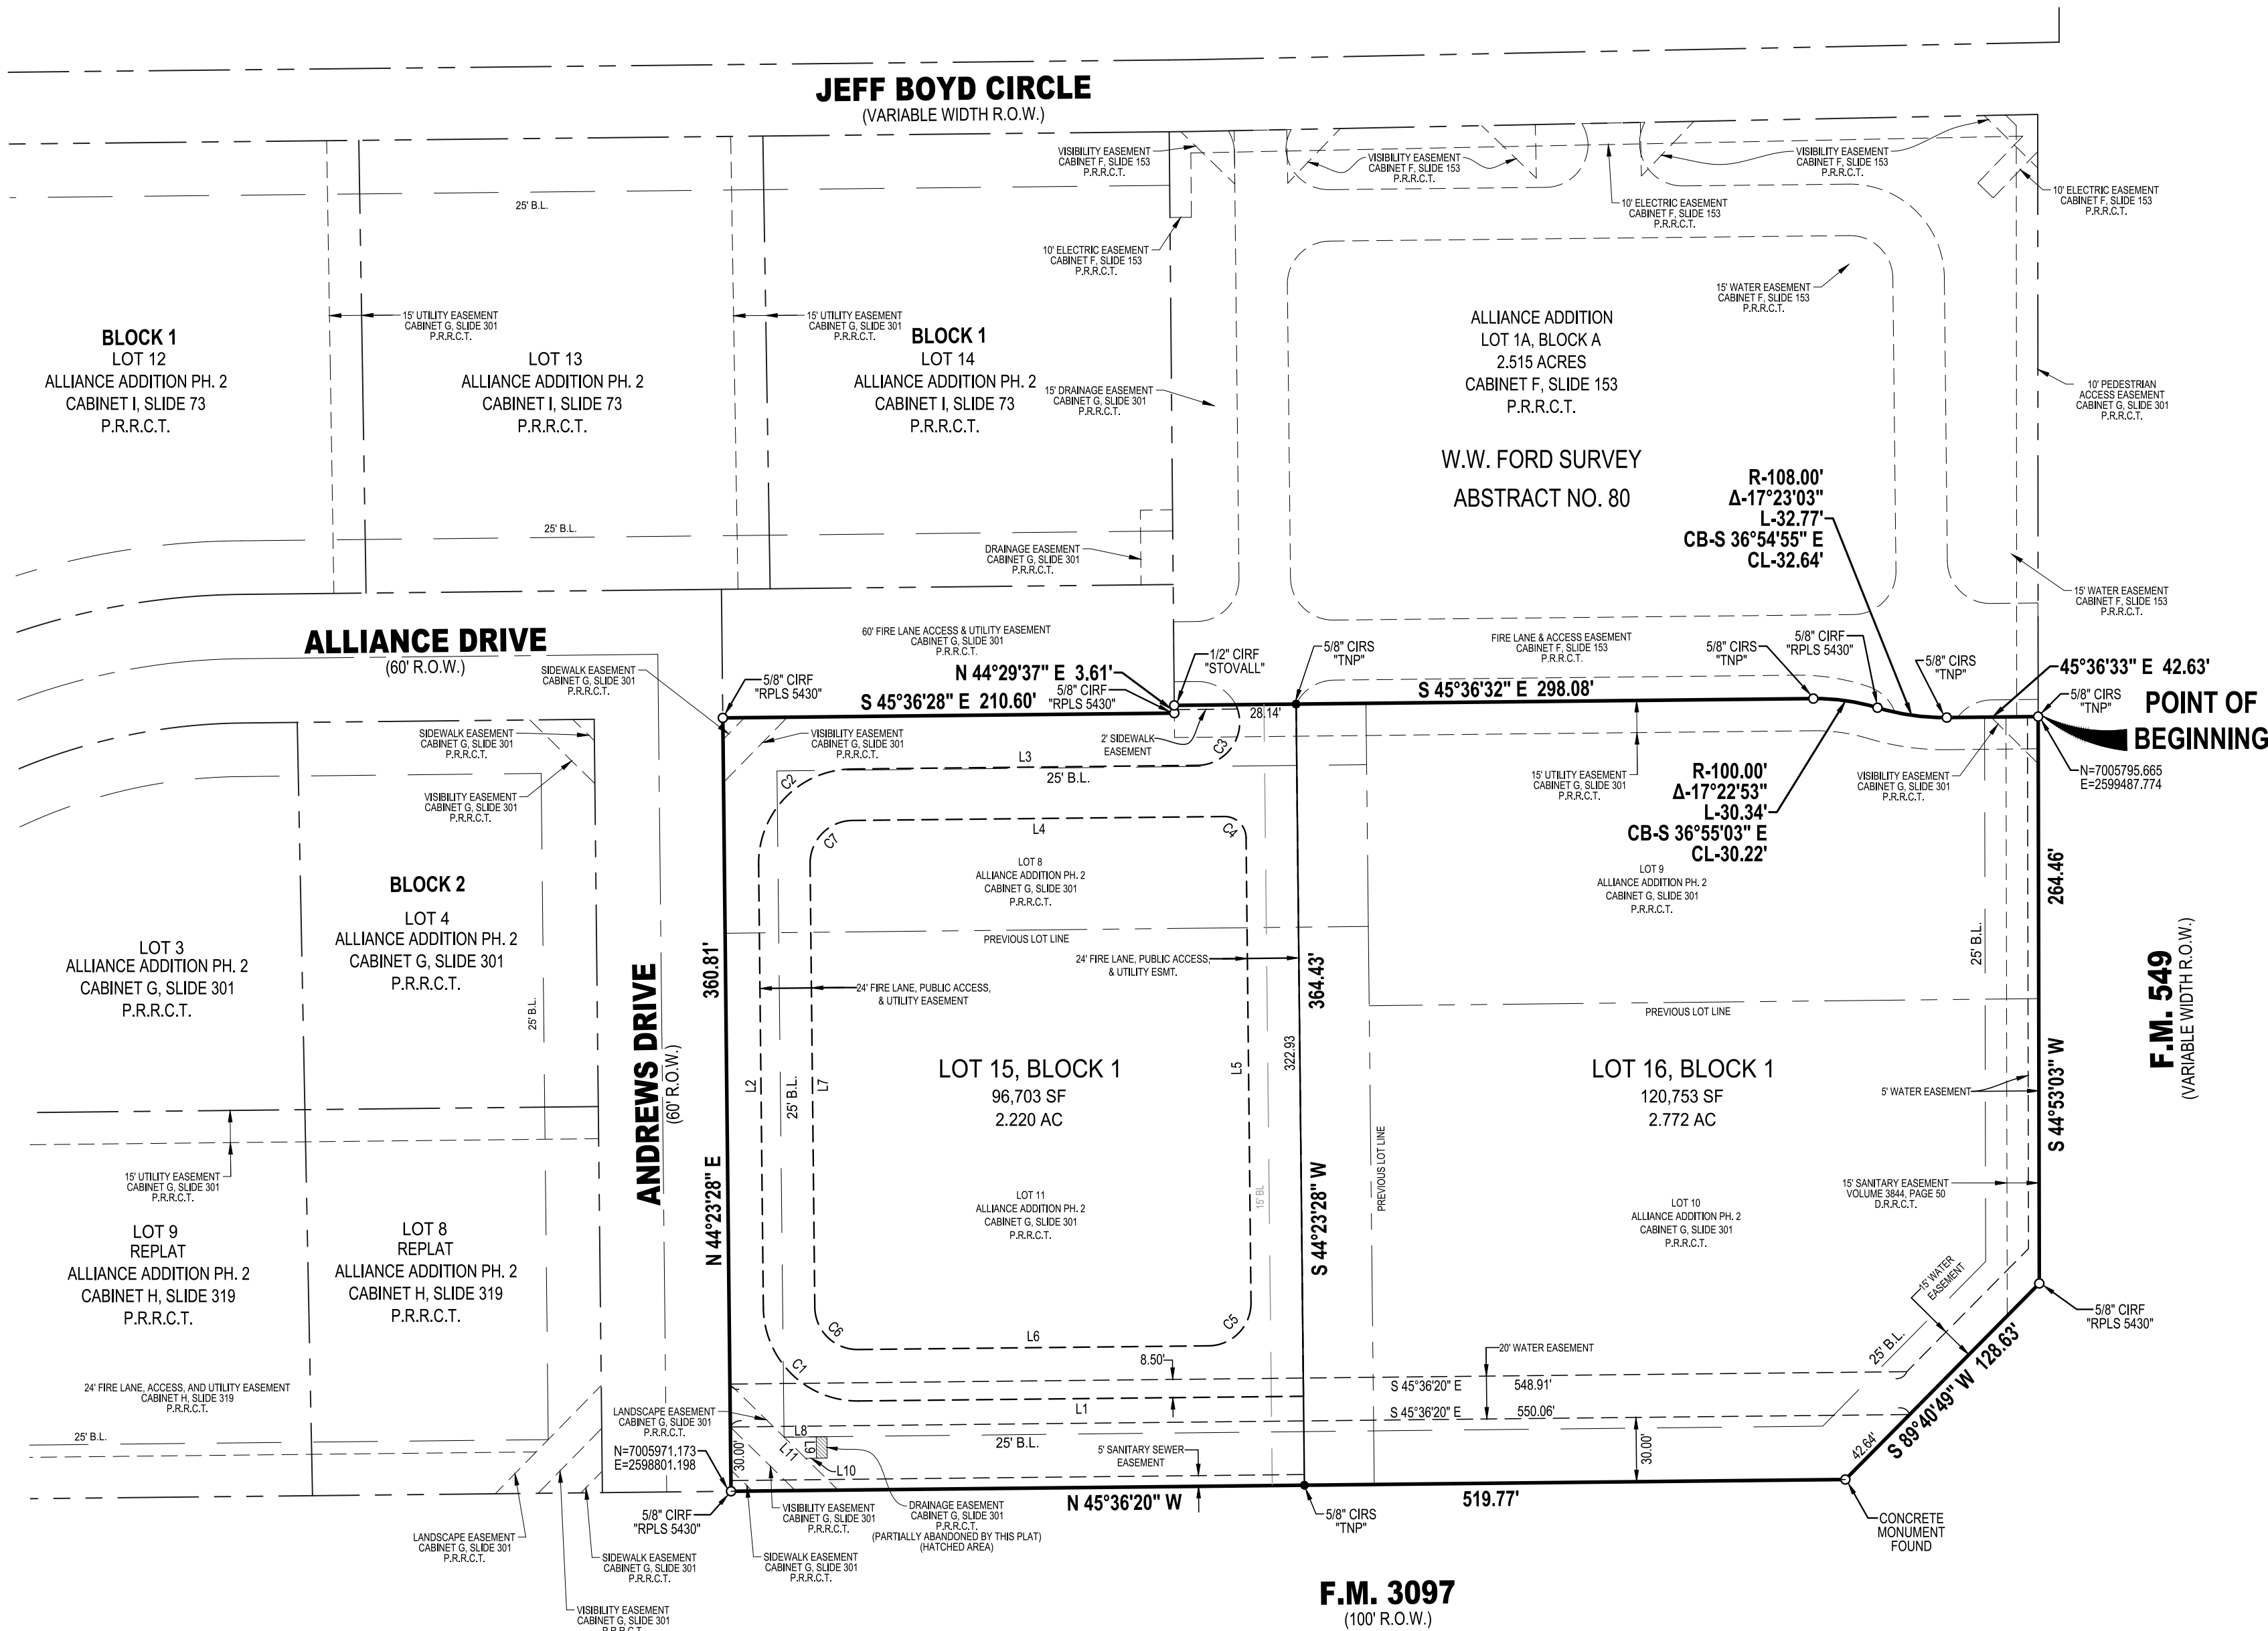 JEFF BOYD CIRCLE
(VARIABLE WIDTH R.O.W.)
VISIBILITY EASEMENT
CABINET F, SLIDE 153
P.R.R.C.T.
VISIBILITY EASEMENT
CABINET F, SLIDE 153
P.R.R.C.T.
VISIBILITY EASEMENT
CABINET F, SLIDE 153
P.R.R.C.T.
10' ELECTRIC EASEMENT
CABINET F, SLIDE 153
P.R.R.C.T.
10' ELECTRIC EASEMENT
CABINET F, SLIDE 153
P.R.R.C.T.
25' B.L.
10' ELECTRIC EASEMENT
CABINET F, SLIDE 153
P.R.R.C.T.
15' WATER EASEMENT
CABINET F, SLIDE 153
P.R.R.C.T.
BLOCK 1
LOT 12
ALLIANCE ADDITION PH. 2
CABINET I, SLIDE 73
P.R.R.C.T.
15' UTILITY EASEMENT
CABINET G, SLIDE 301
P.R.R.C.T.
LOT 13
ALLIANCE ADDITION PH. 2
CABINET I, SLIDE 73
P.R.R.C.T.
15' UTILITY EASEMENT
CABINET G, SLIDE 301
P.R.R.C.T.
BLOCK 1
LOT 14
ALLIANCE ADDITION PH. 2
CABINET I, SLIDE 73
P.R.R.C.T.
15' DRAINAGE EASEMENT
CABINET G, SLIDE 301
P.R.R.C.T.
ALLIANCE ADDITION
LOT 1A, BLOCK A
2.515 ACRES
CABINET F, SLIDE 153
P.R.R.C.T.
10' PEDESTRIAN
ACCESS EASEMENT
CABINET G, SLIDE 301
P.R.R.C.T.
W.W. FORD SURVEY
ABSTRACT NO. 80
R-108.00'
Δ-17°23'03"
L-32.77'
CB-S 36°54'55" E
CL-32.64'
25' B.L.
DRAINAGE EASEMENT
CABINET G, SLIDE 301
P.R.R.C.T.
15' WATER EASEMENT
CABINET F, SLIDE 153
P.R.R.C.T.
ALLIANCE DRIVE
(60' R.O.W.)
60' FIRE LANE ACCESS & UTILITY EASEMENT
CABINET G, SLIDE 301
P.R.R.C.T.
FIRE LANE & ACCESS EASEMENT
CABINET F, SLIDE 153
P.R.R.C.T.
SIDEWALK EASEMENT
CABINET G, SLIDE 301
P.R.R.C.T.
5/8" CIRF
"RPLS 5430"
N 44°29'37" E 3.61'
S 45°36'28" E 210.60'
5/8" CIRF
"RPLS 5430"
1/2" CIRF
"STOVALL"
5/8" CIRS
"TNP"
S 45°36'32" E 298.08'
5/8" CIRS
"TNP"
5/8" CIRF
"RPLS 5430"
5/8" CIRS
"TNP"
45°36'33" E 42.63'
5/8" CIRS
"TNP"
POINT OF
BEGINNING
N=7005795.665
E=2599487.774
SIDEWALK EASEMENT
CABINET G, SLIDE 301
P.R.R.C.T.
VISIBILITY EASEMENT
CABINET G, SLIDE 301
P.R.R.C.T.
VISIBILITY EASEMENT
CABINET G, SLIDE 301
P.R.R.C.T.
2' SIDEWALK
EASEMENT
28.14'
C3
L3
25' B.L.
C2
15' UTILITY EASEMENT
CABINET G, SLIDE 301
P.R.R.C.T.
R-100.00'
Δ-17°22'53"
L-30.34'
CB-S 36°55'03" E
CL-30.22'
VISIBILITY EASEMENT
CABINET G, SLIDE 301
P.R.R.C.T.
C7
L4
C4
LOT 8
ALLIANCE ADDITION PH. 2
CABINET G, SLIDE 301
P.R.R.C.T.
LOT 9
ALLIANCE ADDITION PH. 2
CABINET G, SLIDE 301
P.R.R.C.T.
264.46'
BLOCK 2
LOT 4
ALLIANCE ADDITION PH. 2
CABINET G, SLIDE 301
P.R.R.C.T.
LOT 3
ALLIANCE ADDITION PH. 2
CABINET G, SLIDE 301
P.R.R.C.T.
25' B.L.
ANDREWS DRIVE
(60' R.O.W.)
360.81'
PREVIOUS LOT LINE
24' FIRE LANE, PUBLIC ACCESS,
& UTILITY ESMT.
24' FIRE LANE, PUBLIC ACCESS,
& UTILITY EASEMENT
364.43'
322.93
25' B.L.
F.M. 549
(VARIABLE WIDTH R.O.W.)
PREVIOUS LOT LINE
L2
25' B.L.
L7
LOT 15, BLOCK 1
96,703 SF
2.220 AC
L5
LOT 16, BLOCK 1
120,753 SF
2.772 AC
5' WATER EASEMENT
S 44°53'03" W
PREVIOUS LOT LINE
15' UTILITY EASEMENT
CABINET G, SLIDE 301
P.R.R.C.T.
N 44°23'28" E
LOT 11
ALLIANCE ADDITION PH. 2
CABINET G, SLIDE 301
P.R.R.C.T.
15' BL
S 44°23'28" W
LOT 10
ALLIANCE ADDITION PH. 2
CABINET G, SLIDE 301
P.R.R.C.T.
15' SANITARY EASEMENT
VOLUME 3844, PAGE 50
D.R.R.C.T.
LOT 9
REPLAT
ALLIANCE ADDITION PH. 2
CABINET H, SLIDE 319
P.R.R.C.T.
LOT 8
REPLAT
ALLIANCE ADDITION PH. 2
CABINET H, SLIDE 319
P.R.R.C.T.
15' WATER
EASEMENT
5/8" CIRF
"RPLS 5430"
C6
L6
C5
C1
8.50'
20' WATER EASEMENT
25' B.L.
S 89°40'49" W 128.63'
24' FIRE LANE, ACCESS, AND UTILITY EASEMENT
CABINET H, SLIDE 319
P.R.R.C.T.
S 45°36'20" E 548.91'
S 45°36'20" E 550.06'
L1
25' B.L.
LANDSCAPE EASEMENT
CABINET G, SLIDE 301
P.R.R.C.T.
N=7005971.173
E=2598801.198
30.00'
L8
L11
L9
L10
25' B.L.
5' SANITARY SEWER
EASEMENT
30.00'
42.64'
N 45°36'20" W
519.77'
5/8" CIRF
"RPLS 5430"
VISIBILITY EASEMENT
CABINET G, SLIDE 301
P.R.R.C.T.
DRAINAGE EASEMENT
CABINET G, SLIDE 301
P.R.R.C.T.
(PARTIALLY ABANDONED BY THIS PLAT)
(HATCHED AREA)
5/8" CIRS
"TNP"
CONCRETE
MONUMENT
FOUND
LANDSCAPE EASEMENT
CABINET G, SLIDE 301
P.R.R.C.T.
SIDEWALK EASEMENT
CABINET G, SLIDE 301
P.R.R.C.T.
SIDEWALK EASEMENT
CABINET G, SLIDE 301
P.R.R.C.T.
VISIBILITY EASEMENT
CABINET G, SLIDE 301
P.R.R.C.T.
F.M. 3097
(100' R.O.W.)